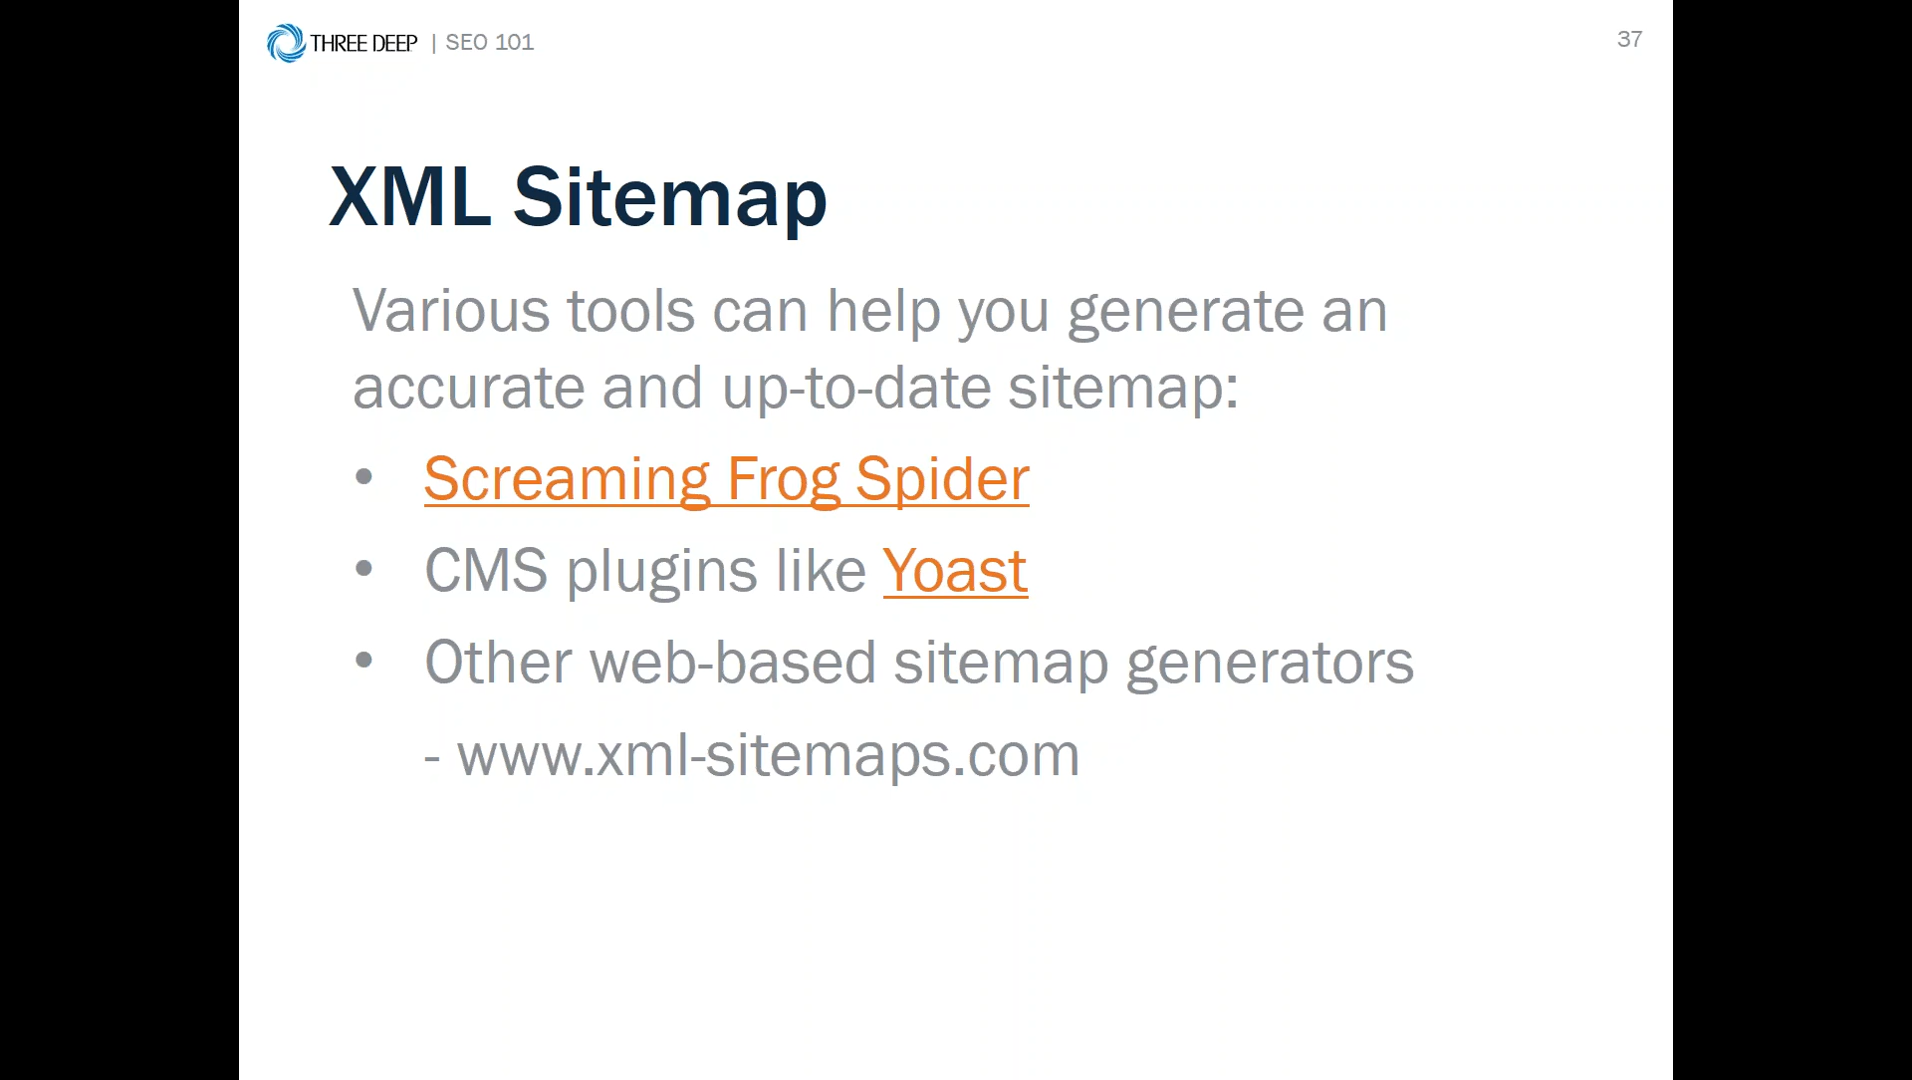 THREE DEEP | SEO 101
37
XML Sitemap
Various tools can help you generate an
accurate and up-to-date sitemap:
• Screaming Frog Spider
• CMS plugins like Yoast
• Other web-based sitemap generators
- www.xml-sitemaps.com